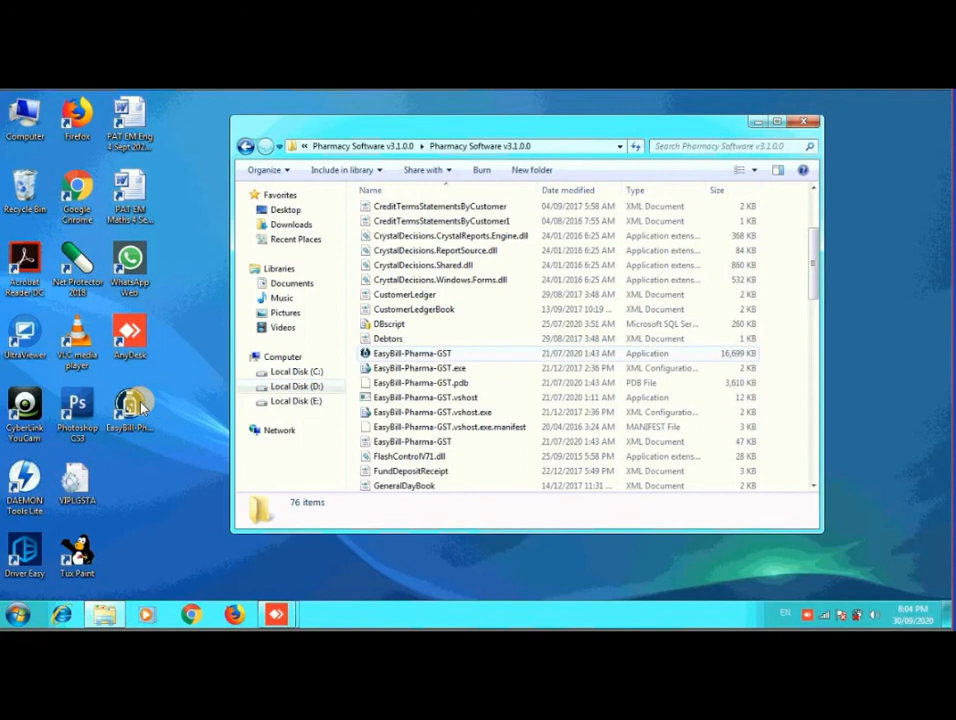 Computer
Firefox
PAT EM Eng
4 Sept 202...
Recycle Bin
Google
Chrome
PAT EM
Maths 4 Se...
Acrobat
Reader DC
Net Protector
2018
WhatsApp
Web
UltraViewer
VLC media
player
AnyDesk
CyberLink
YouCam
Photoshop
CS3
EasyBill-Ph...
DAEMON
Tools Lite
VIPLGSTA
Driver Easy
Tux Paint
« Pharmacy Software v3.1.0.0 ▸ Pharmacy Software v3.1.0.0
Search Pharmacy Software v3.1.0.0
Organize Include in library Share with Burn New folder
Favorites
Desktop
Downloads
Recent Places
Libraries
Documents
Music
Pictures
Videos
Computer
Local Disk (C:)
Local Disk (D:)
Local Disk (E:)
Network
Name Date modified Type Size
CreditTermsStatementsByCustomer 04/09/2017 5:58 AM XML Document 2 KB
CreditTermsStatementsByCustomer1 04/08/2016 7:55 AM XML Document 1 KB
CrystalDecisions.CrystalReports.Engine.dll 24/01/2016 6:25 AM Application extens... 368 KB
CrystalDecisions.ReportSource.dll 24/01/2016 6:25 AM Application extens... 84 KB
CrystalDecisions.Shared.dll 24/01/2016 6:25 AM Application extens... 860 KB
CrystalDecisions.Windows.Forms.dll 24/01/2016 6:25 AM Application extens... 532 KB
CustomerLedger 29/08/2017 3:48 AM XML Document 2 KB
CustomerLedgerBook 13/09/2017 10:19 ... XML Document 2 KB
DBscript 25/07/2020 3:51 AM Microsoft SQL Ser... 260 KB
Debtors 29/08/2017 3:48 AM XML Document 2 KB
EasyBill-Pharma-GST 21/07/2020 1:43 AM Application 16,699 KB
EasyBill-Pharma-GST.exe 21/12/2017 2:36 PM XML Configuratio... 2 KB
EasyBill-Pharma-GST.pdb 21/07/2020 1:43 AM PDB File 3,610 KB
EasyBill-Pharma-GST.vshost 21/07/2020 1:11 AM Application 12 KB
EasyBill-Pharma-GST.vshost.exe 21/12/2017 2:36 PM XML Configuratio... 2 KB
EasyBill-Pharma-GST.vshost.exe.manifest 20/04/2016 3:24 AM MANIFEST File 1 KB
EasyBill-Pharma-GST 21/07/2020 1:43 AM XML Document 47 KB
FlashControlV71.dll 25/09/2015 5:58 PM Application extens... 28 KB
FundDepositReceipt 22/12/2017 5:49 PM XML Document 3 KB
GeneralDayBook 14/12/2017 11:31 ... XML Document 2 KB
76 items
EN
8:04 PM
30/09/2020